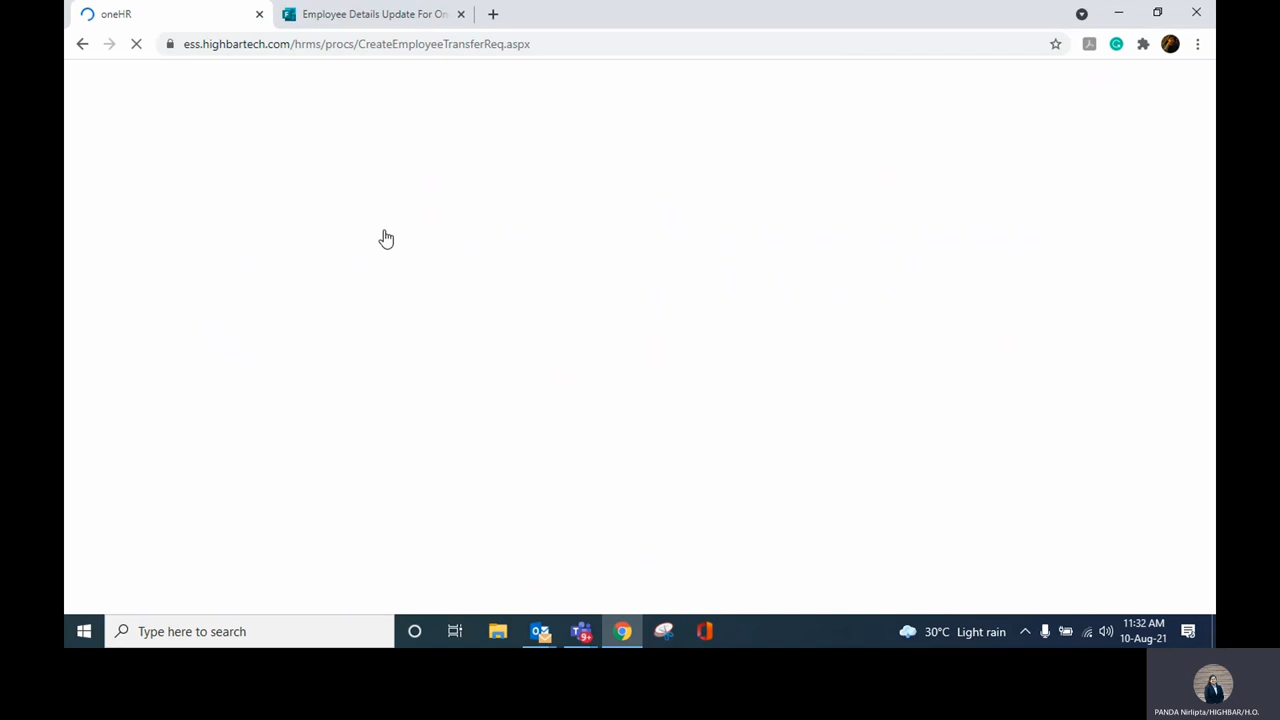 oneHR
Employee Details Update For On
ess.highbartech.com/hrms/procs/CreateEmployeeTransferReq.aspx
Type here to search
9+
30°C Light rain
11:32 AM
10-Aug-21
PANDA Nirlipta/HIGHBAR/H.O.